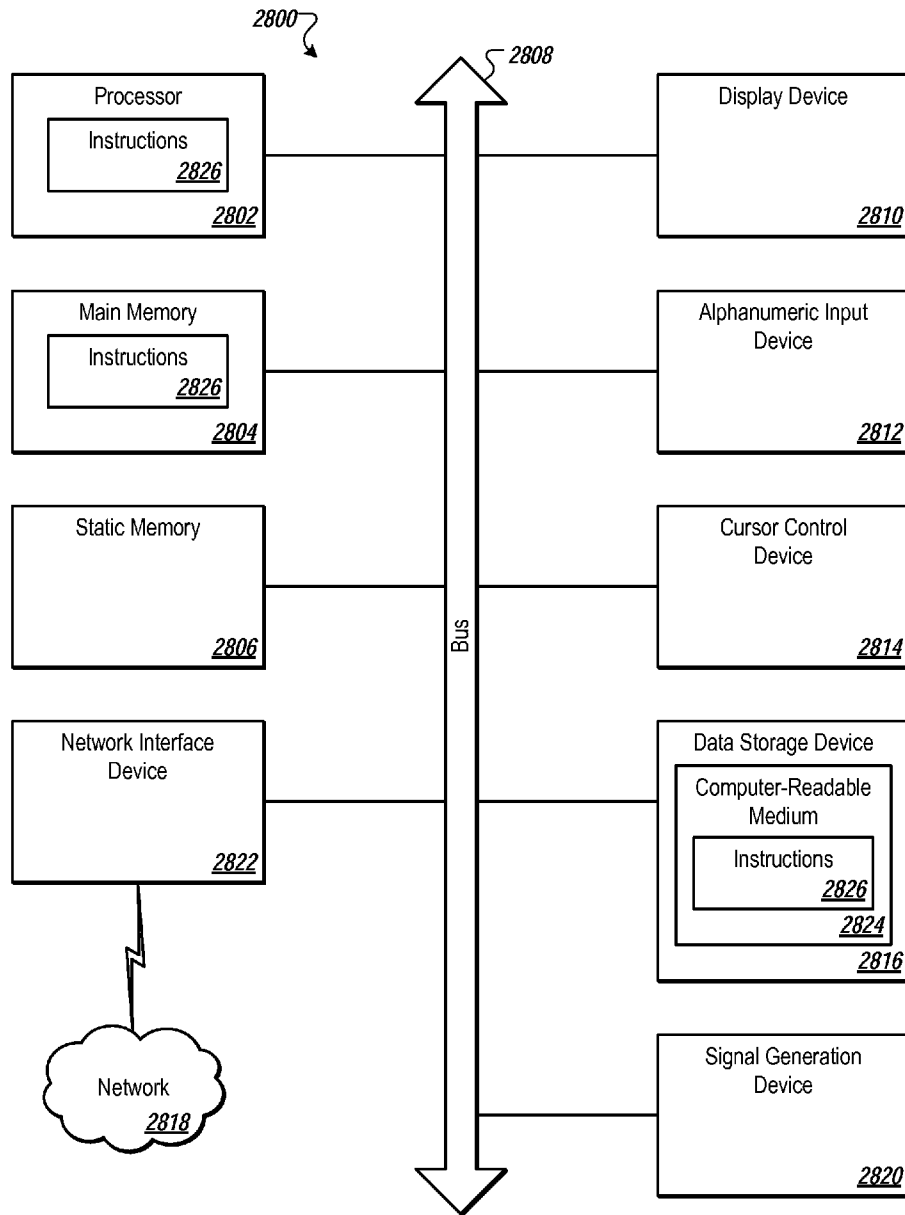 2800
2808
Processor
Instructions
2826
2802
Display Device
2810
Main Memory
Instructions
2826
2804
Alphanumeric Input
Device
2812
Static Memory
2806
Cursor Control
Device
2814
Bus
Network Interface
Device
2822
Data Storage Device
Computer-Readable
Medium
Instructions
2826
2824
2816
Network
2818
Signal Generation
Device
2820